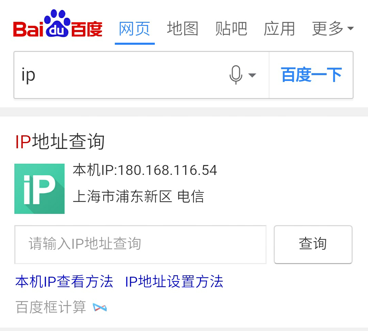 Bai du 百度 网页 地图 贴吧 应用 更多
ip 百度一下
IP地址查询
iP
本机IP:180.168.116.54
上海市浦东新区 电信
请输入IP地址查询 查询
本机IP查看方法 IP地址设置方法
百度框计算